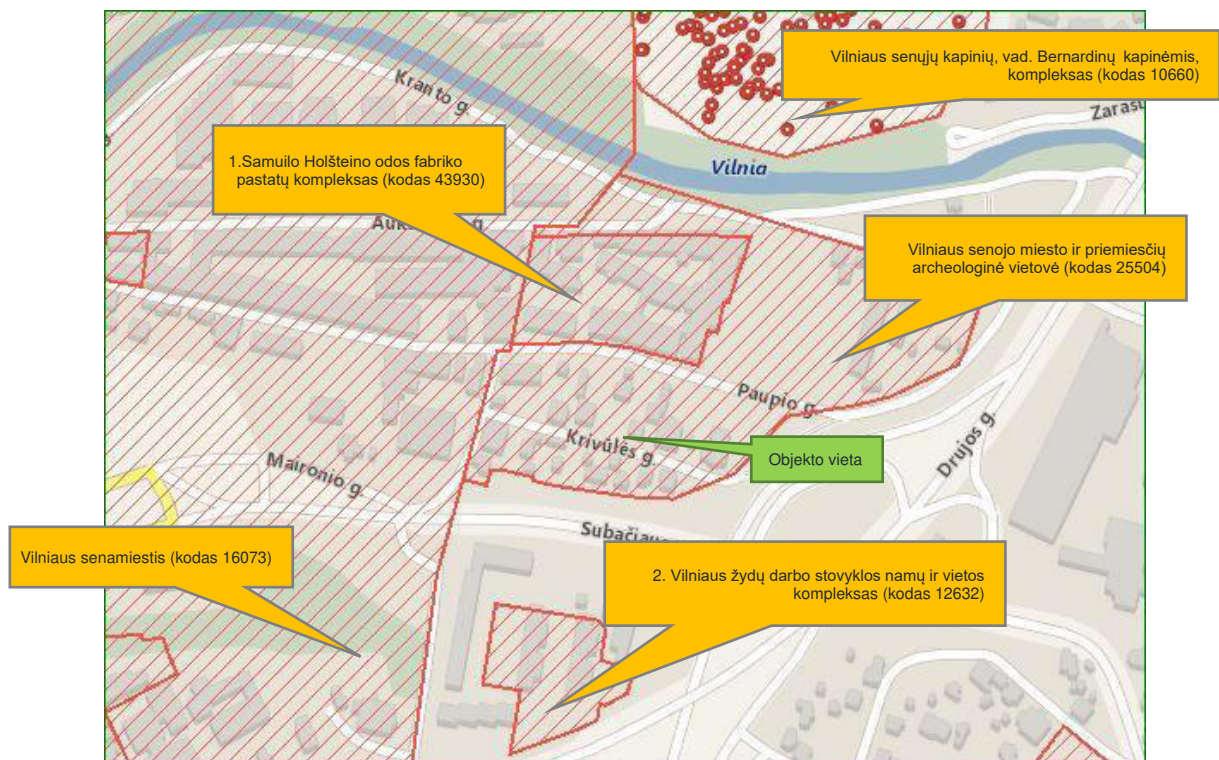 Vilniaus senųjų kapinių, vad. Bernardinų kapinėmis,
kompleksas (kodas 10660)
Kranto g.
1.Samuilo Holšteino odos fabriko
pastatų kompleksas (kodas 43930)
Vilnia
Vilniaus senojo miesto ir priemiesčių
archeologinė vietovė (kodas 25504)
Paupio g.
Krivūlės g.
Objekto vieta
Drujos g.
Maironio g.
Vilniaus senamiestis (kodas 16073)
2. Vilniaus žydų darbo stovyklos namų ir vietos
kompleksas (kodas 12632)